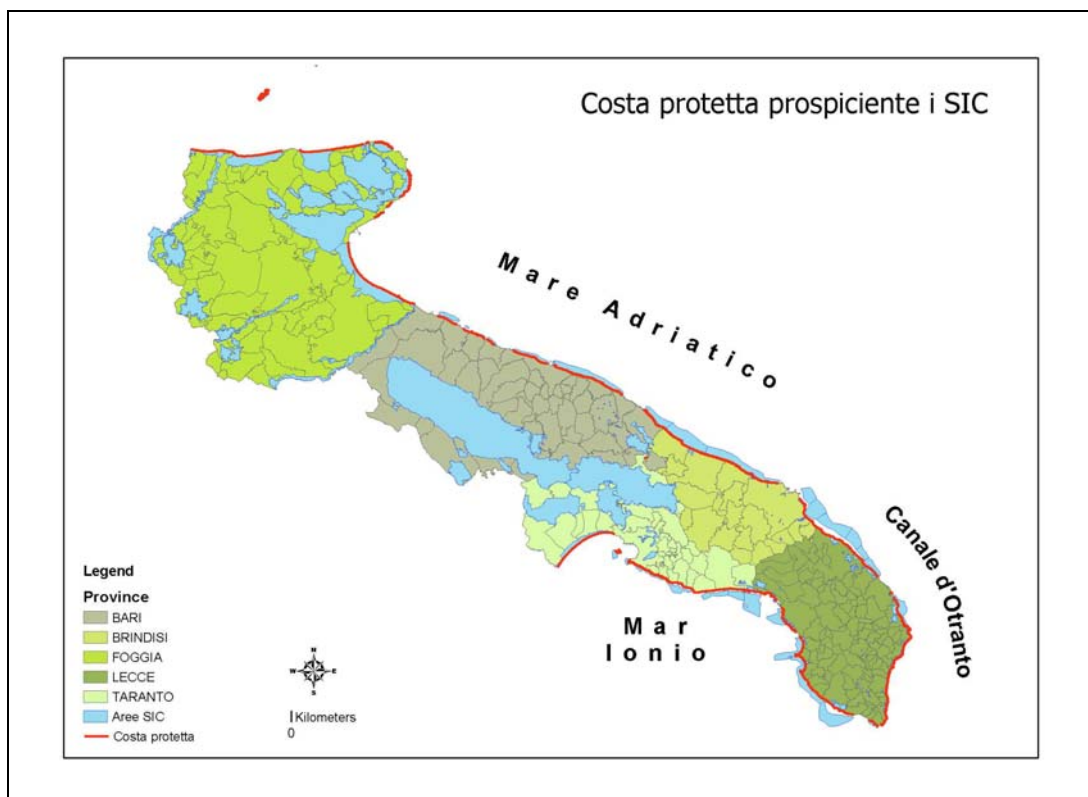 Costa protetta prospiciente i SIC
Mare Adriatico
Canale d'Otranto
Mar
Ionio
Legend
Province
BARI
BRINDISI
FOGGIA
LECCE
TARANTO
Aree SIC
Costa protetta
N
W E
S
Kilometers
0